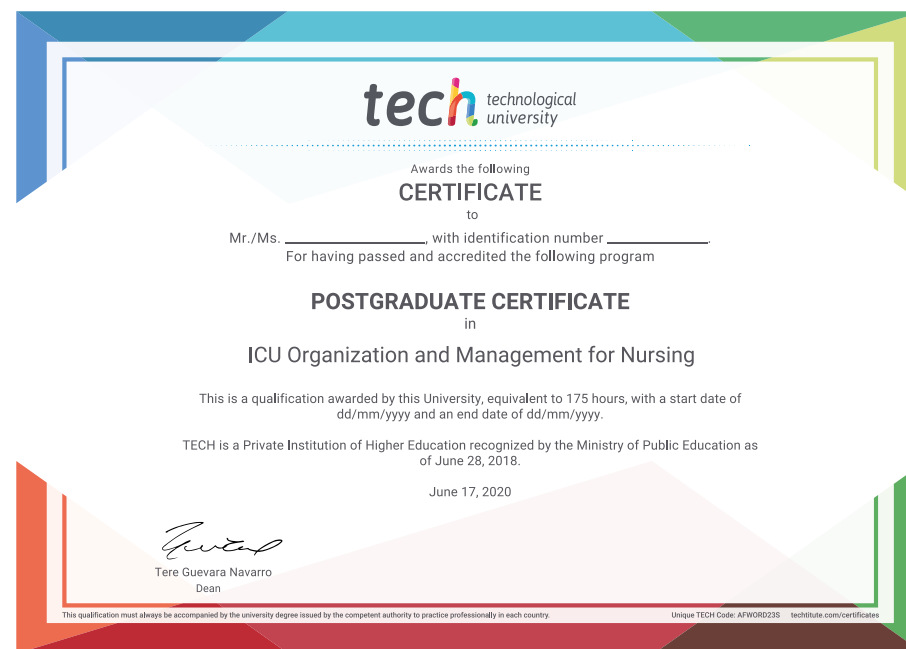 tech technological
university
Awards the following
CERTIFICATE
to
Mr./Ms. ____________________, with identification number ______________.
For having passed and accredited the following program
POSTGRADUATE CERTIFICATE
in
ICU Organization and Management for Nursing
This is a qualification awarded by this University, equivalent to 175 hours, with a start date of
dd/mm/yyyy and an end date of dd/mm/yyyy.
TECH is a Private Institution of Higher Education recognized by the Ministry of Public Education as
of June 28, 2018.
June 17, 2020
Tere Guevara Navarro
Dean
This qualification must always be accompanied by the university degree issued by the competent authority to practice professionally in each country. Unique TECH Code: AFWORD23S techtitute.com/certificates